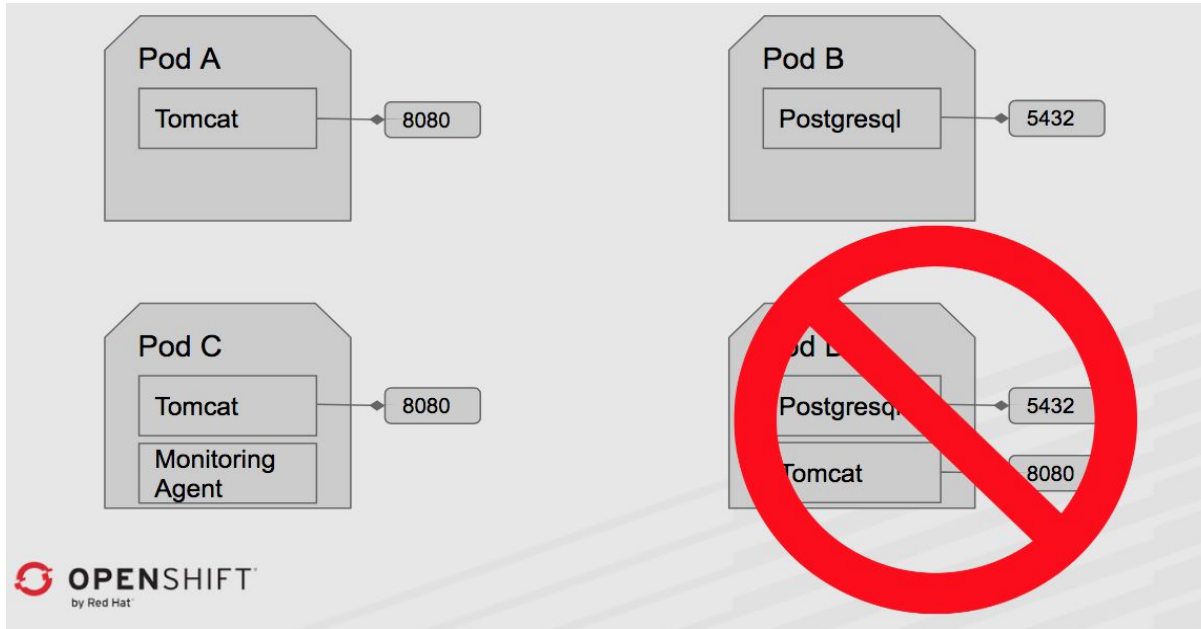 Pod A
Tomcat
8080
Pod B
Postgresql
5432
Pod C
Tomcat
8080
Monitoring
Agent
Postgresql
5432
Tomcat
8080
OPENSHIFT
by Red Hat